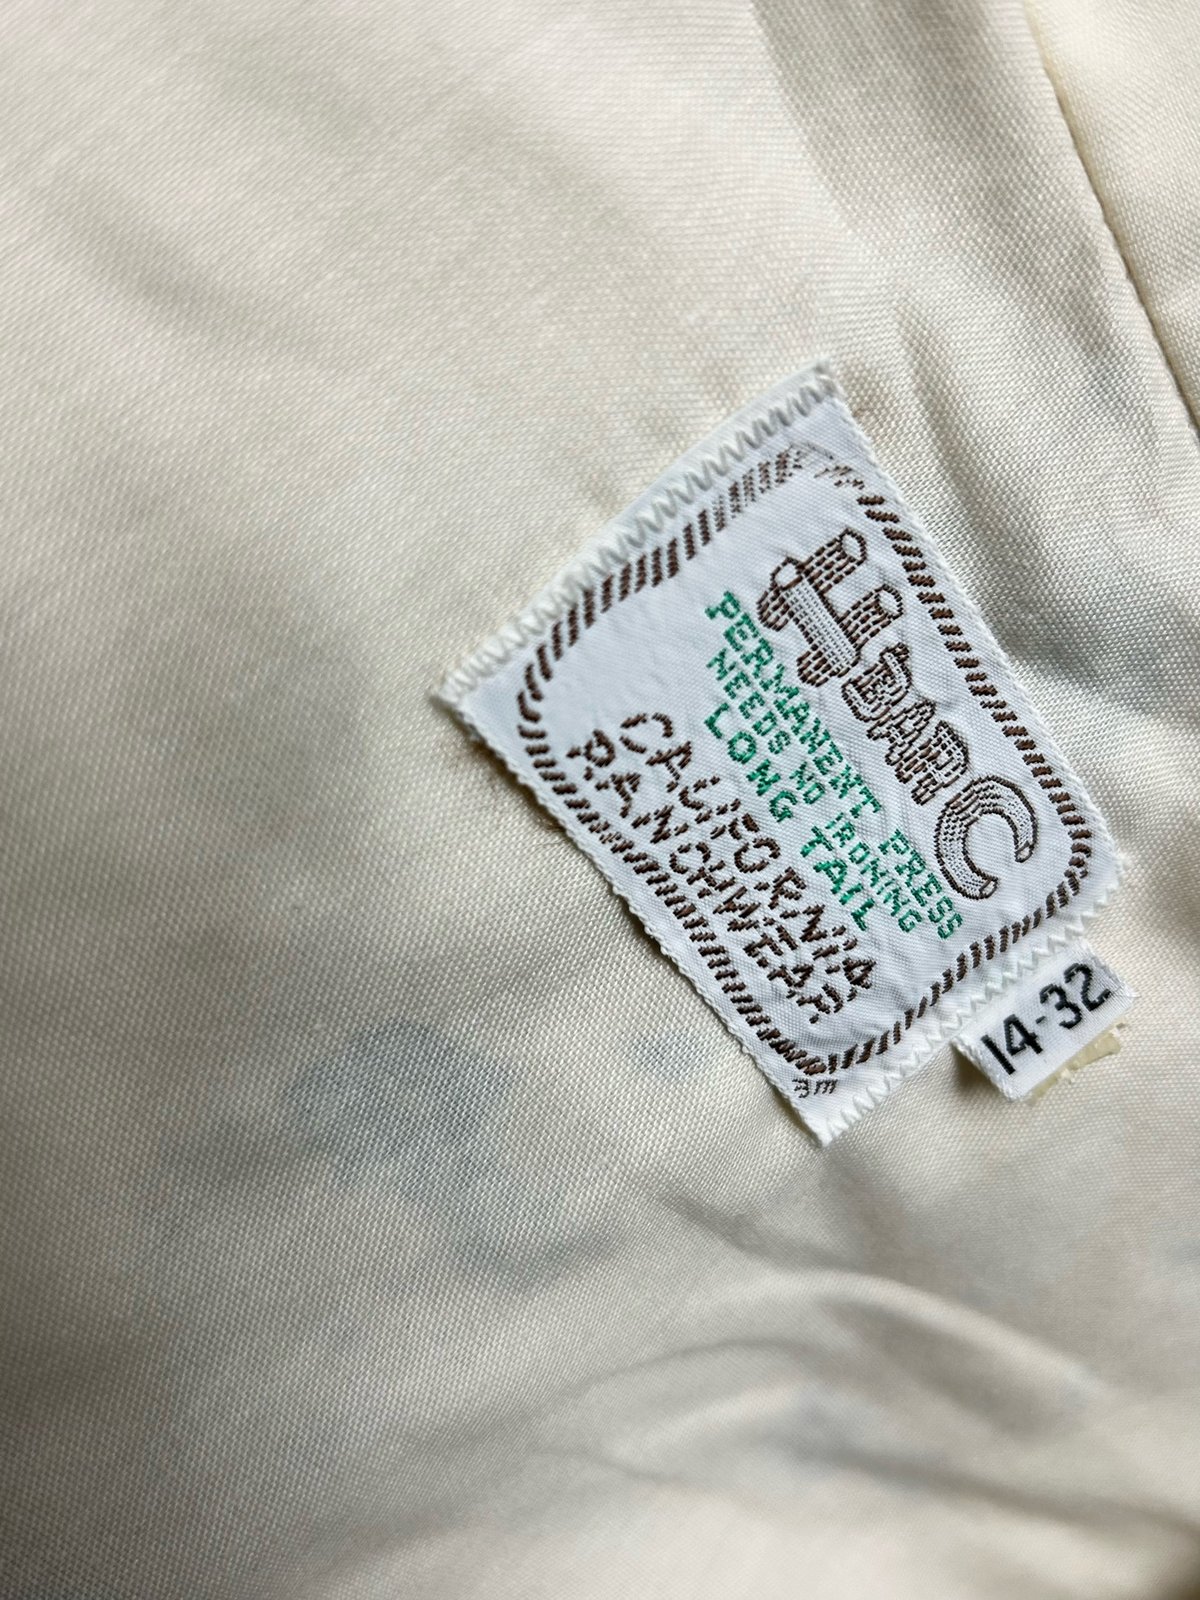 H BAR C
PERMANENT PRESS
NEEDS NO IRONING
LONG TAIL
CALIFORNIA
RANCHWEAR
14-32